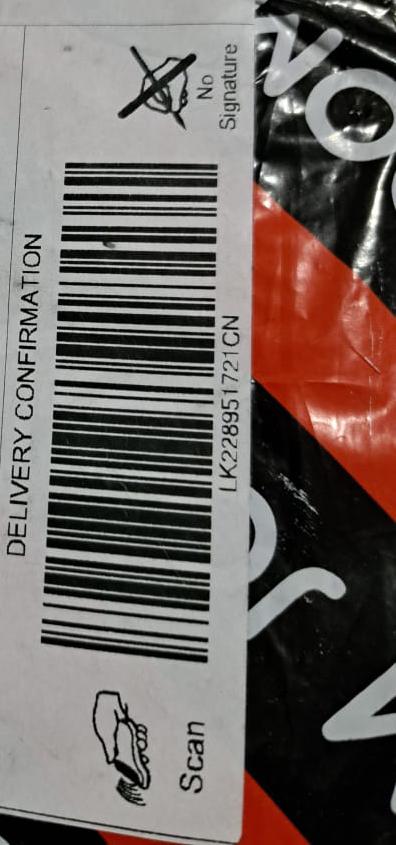 DELIVERY CONFIRMATION
LK228951721CN
Scan
No
Signature